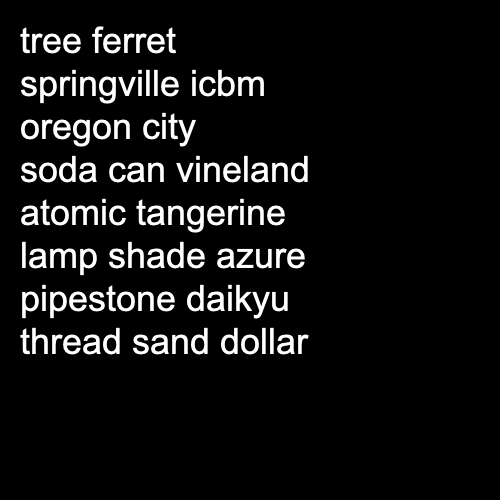 tree ferret
springville icbm
oregon city
soda can vineland
atomic tangerine
lamp shade azure
pipestone daikyu
thread sand dollar